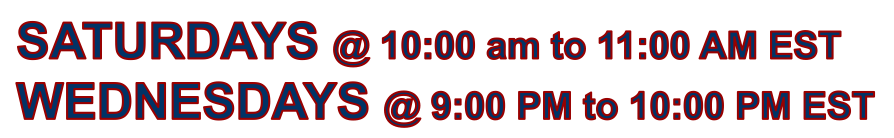 SATURDAYS @ 10:00 am to 11:00 AM EST
WEDNESDAYS @ 9:00 PM to 10:00 PM EST